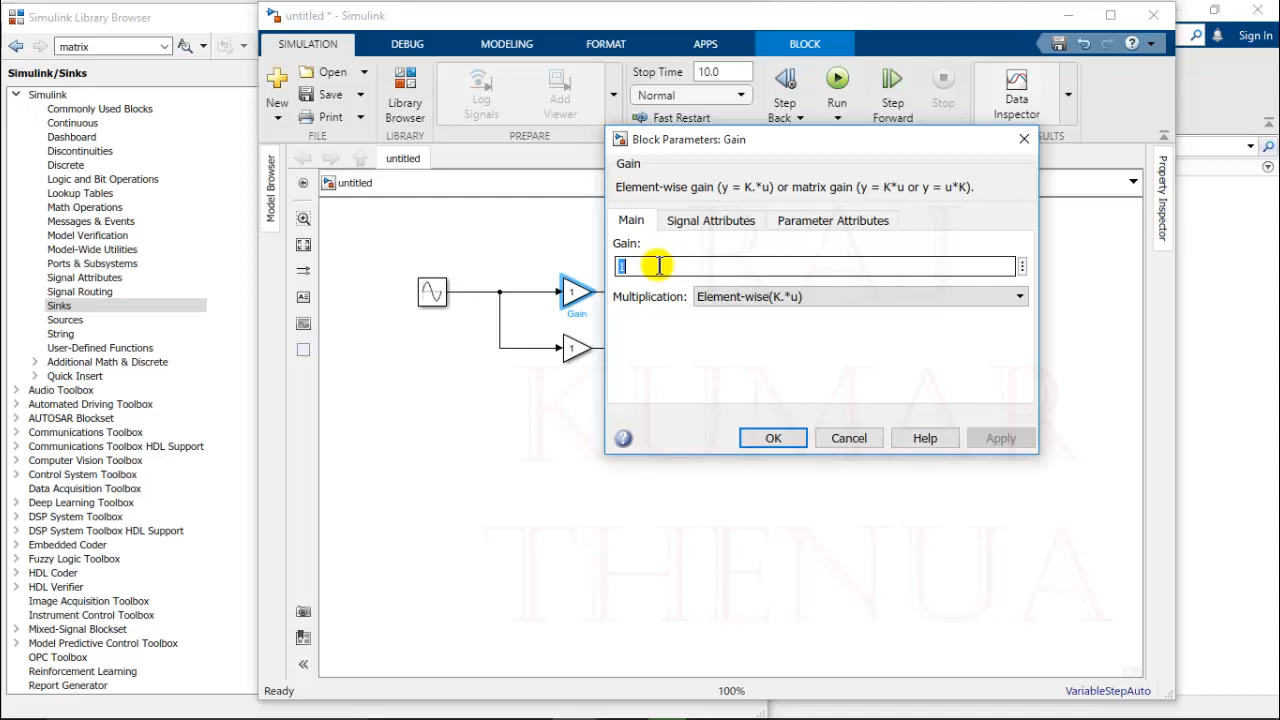 Simulink Library Browser
Sign In
matrix
Simulink/Sinks
Simulink
Commonly Used Blocks
Continuous
Dashboard
Discontinuities
Discrete
Logic and Bit Operations
Lookup Tables
Math Operations
Messages & Events
Model Verification
Model-Wide Utilities
Ports & Subsystems
Signal Attributes
Signal Routing
Sinks
Sources
String
User-Defined Functions
Additional Math & Discrete
Quick Insert
Audio Toolbox
Automated Driving Toolbox
AUTOSAR Blockset
Communications Toolbox
Communications Toolbox HDL Support
Computer Vision Toolbox
Control System Toolbox
Data Acquisition Toolbox
Deep Learning Toolbox
DSP System Toolbox
DSP System Toolbox HDL Support
Embedded Coder
Fuzzy Logic Toolbox
HDL Coder
HDL Verifier
Image Acquisition Toolbox
Instrument Control Toolbox
Mixed-Signal Blockset
Model Predictive Control Toolbox
OPC Toolbox
Reinforcement Learning
Report Generator
untitled * - Simulink
SIMULATION DEBUG MODELING FORMAT APPS BLOCK
New
Open
Save
Print
FILE
Library
Browser
LIBRARY
Log
Signals
Add
Viewer
PREPARE
Stop Time 10.0
Normal
Fast Restart
Step
Back
Run
Step
Forward
Stop
Data
Inspector
ULTS
Model Browser
untitled
untitled
Property Inspector
1
Gain
1
Block Parameters: Gain
Gain
Element-wise gain (y = K.*u) or matrix gain (y = K*u or y = u*K).
Main Signal Attributes Parameter Attributes
Gain:
1
Multiplication: Element-wise(K.*u)
OK Cancel Help Apply
RAJ
KUMAR
THENUA
Ready
100%
VariableStepAuto